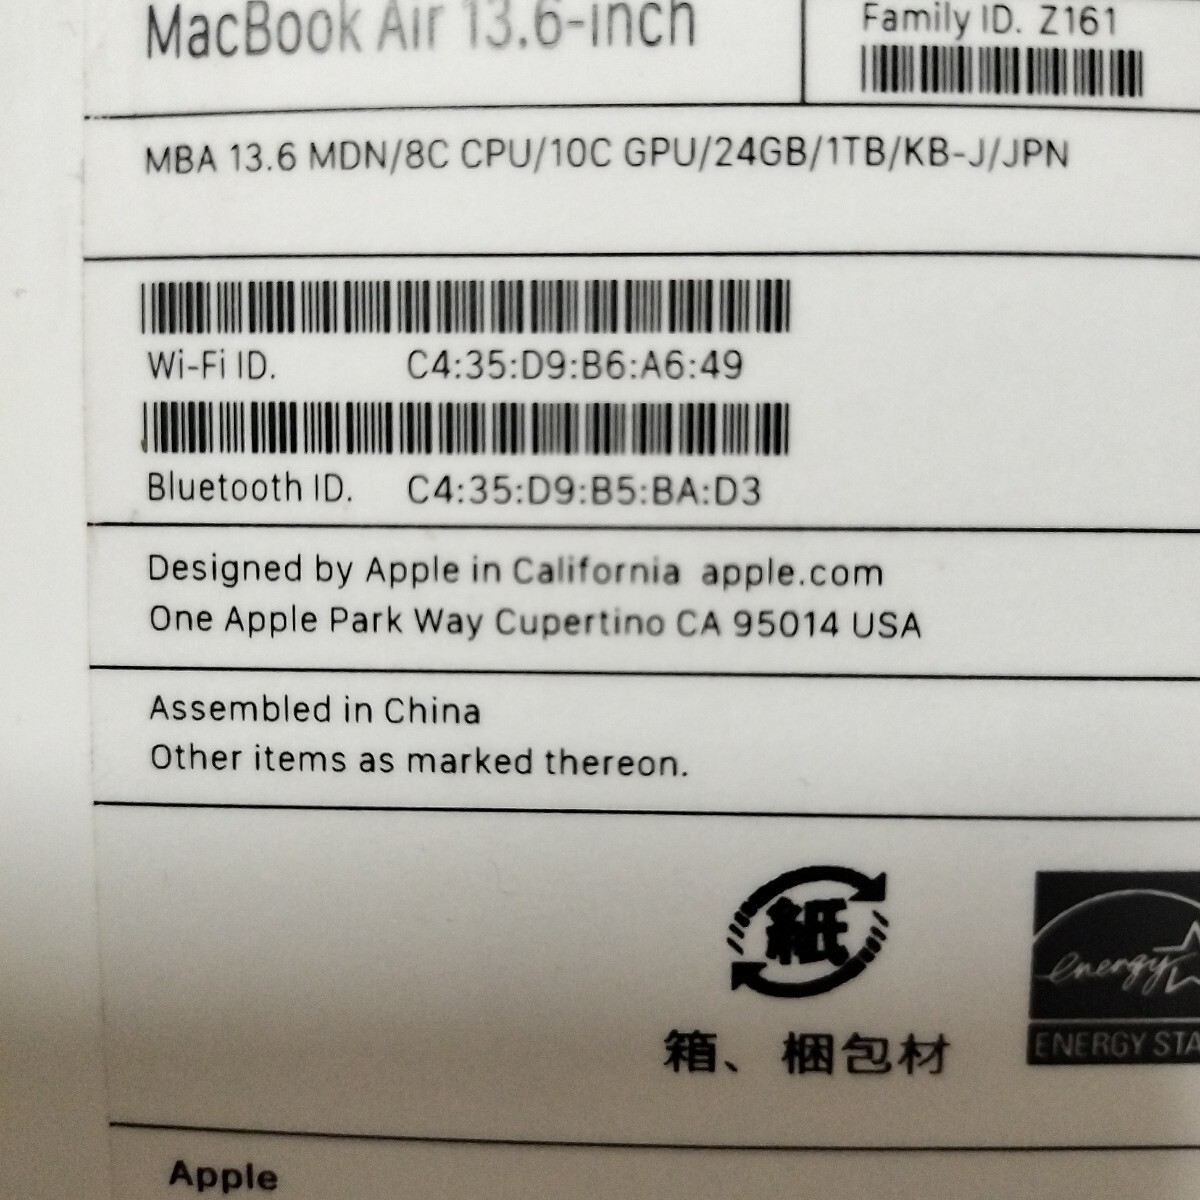 MacBook Air 13.6-inch
Family ID. Z161
MBA 13.6 MDN/8C CPU/10C GPU/24GB/1TB/KB-J/JPN
Wi-Fi ID. C4:35:D9:B6:A6:49
Bluetooth ID. C4:35:D9:B5:BA:D3
Designed by Apple in California apple.com
One Apple Park Way Cupertino CA 95014 USA
Assembled in China
Other items as marked thereon.
紙
energy
箱、梱包材
ENERGY STA
Apple